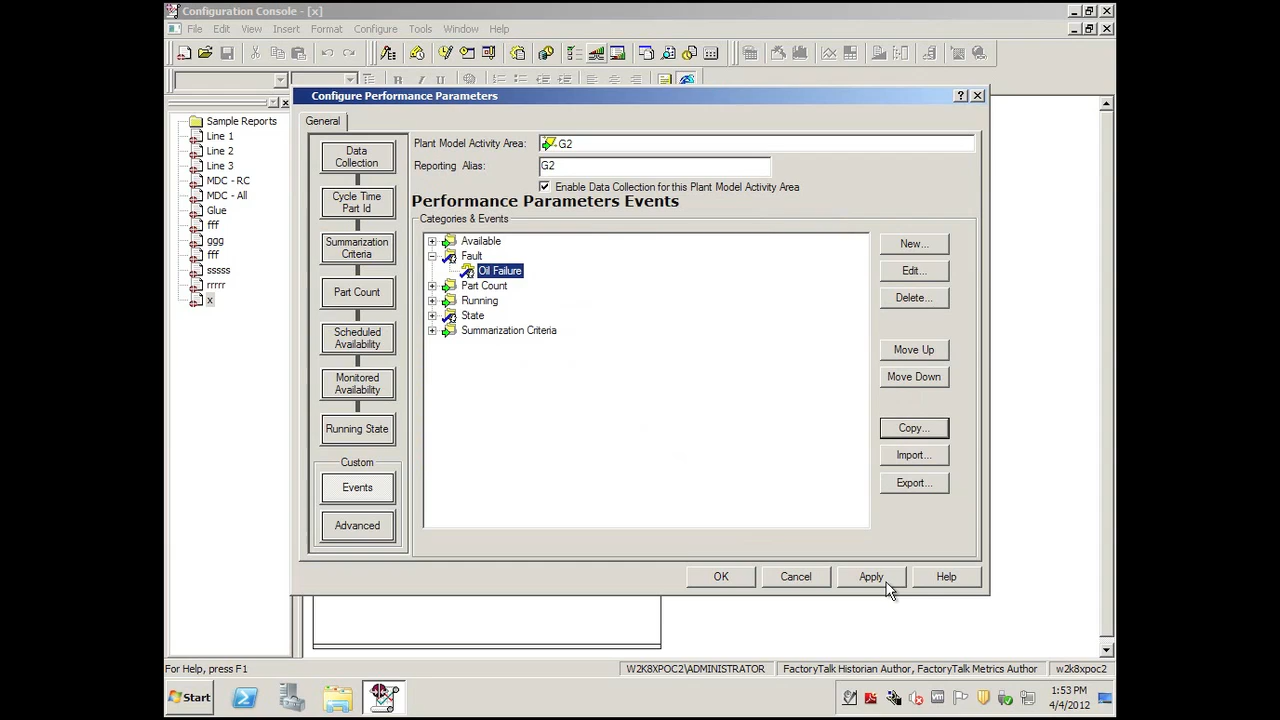 Configuration Console - [x]
File Edit View Insert Format Configure Tools Window Help
Configure Performance Parameters
General
Sample Reports
Line 1
Line 2
Line 3
MDC - RC
MDC - All
Glue
fff
ggg
fff
sssss
rrrrr
x
Data Collection
Cycle Time Part Id
Summarization Criteria
Part Count
Scheduled Availability
Monitored Availability
Running State
Custom
Events
Advanced
Plant Model Activity Area: G2
Reporting Alias: G2
Enable Data Collection for this Plant Model Activity Area
Performance Parameters Events
Categories & Events
Available
Fault
Oil Failure
Part Count
Running
State
Summarization Criteria
New...
Edit...
Delete...
Move Up
Move Down
Copy...
Import...
Export...
OK Cancel Apply Help
For Help, press F1
W2K8XPOC2\ADMINISTRATOR
FactoryTalk Historian Author, FactoryTalk Metrics Author
w2k8xpoc2
Start
1:53 PM
4/4/2012